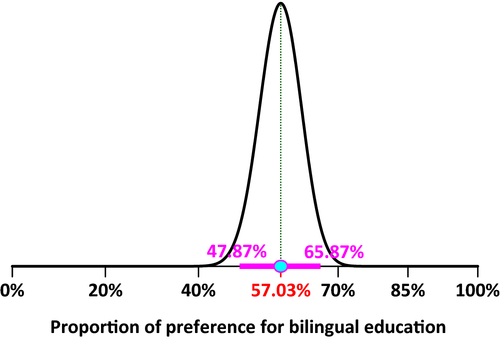 47.87% 65.87%
0% 20% 40% 57.03% 70% 85% 100%
Proportion of preference for bilingual education